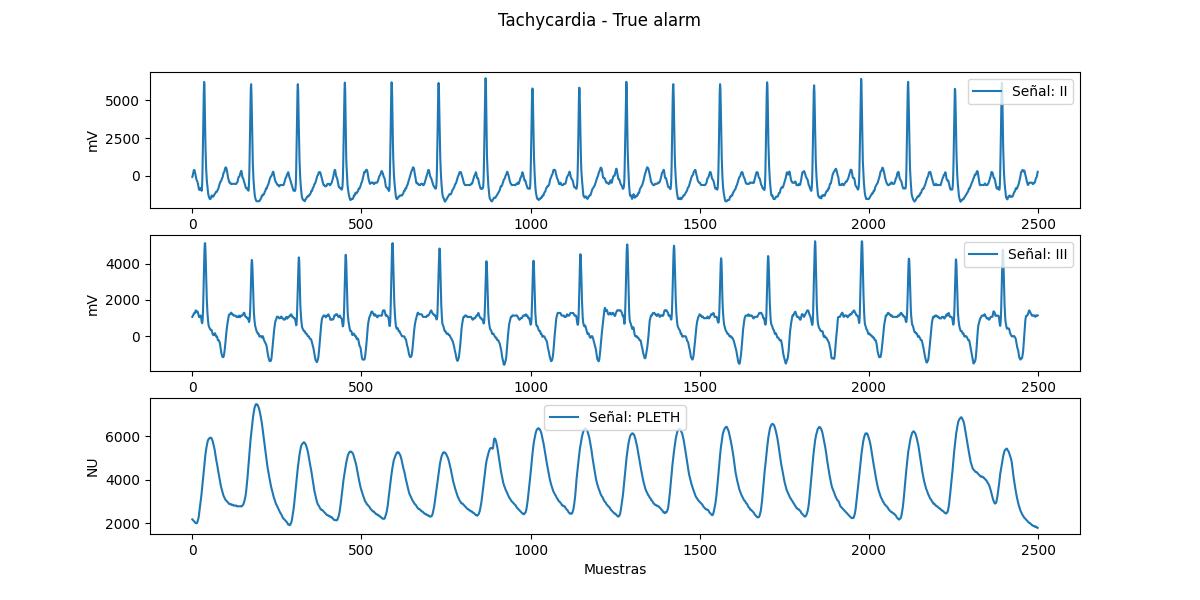 Tachycardia - True alarm
Señal: II
mV
5000
2500
0
0 500 1000 1500 2000 2500
Señal: III
mV
4000
2000
0
0 500 1000 1500 2000 2500
Señal: PLETH
NU
6000
4000
2000
0 500 1000 1500 2000 2500
Muestras